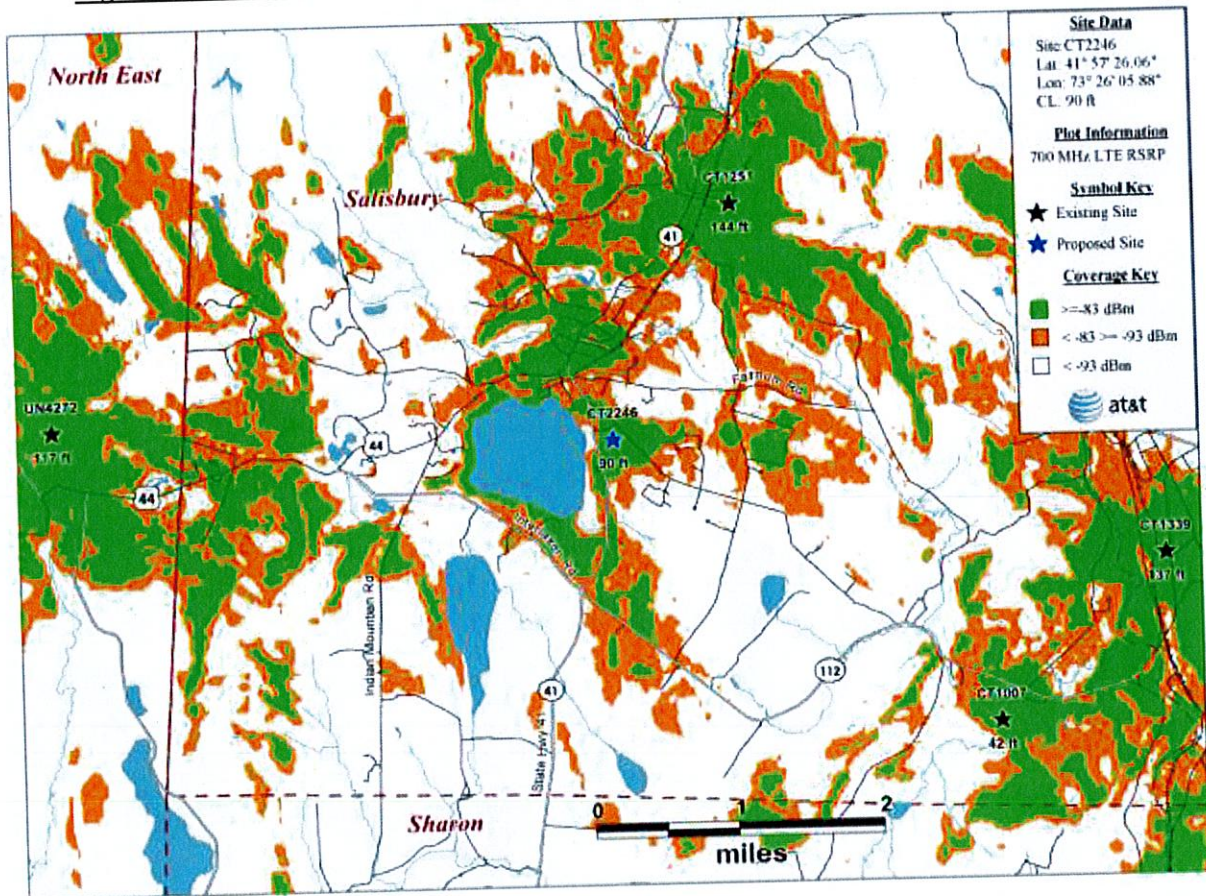 North East
Salisbury
CT1251
144 ft
41
UN4272
117 ft
44
44
CT2246
90 ft
Farnum Rd
Interlaken Rd
Indian Mountain Rd
State Hwy 41
41
112
CT1339
137 ft
CT1007
42 ft
Sharon
0 1 2
miles
Site Data
Site CT2246
Lat: 41° 57' 26.06"
Lon: 73° 26' 05.88"
CL: 90 ft
Plot Information
700 MHz LTE RSRP
Symbol Key
Existing Site
Proposed Site
Coverage Key
>=-83 dBm
< -83 >= -93 dBm
< -93 dBm
at&t